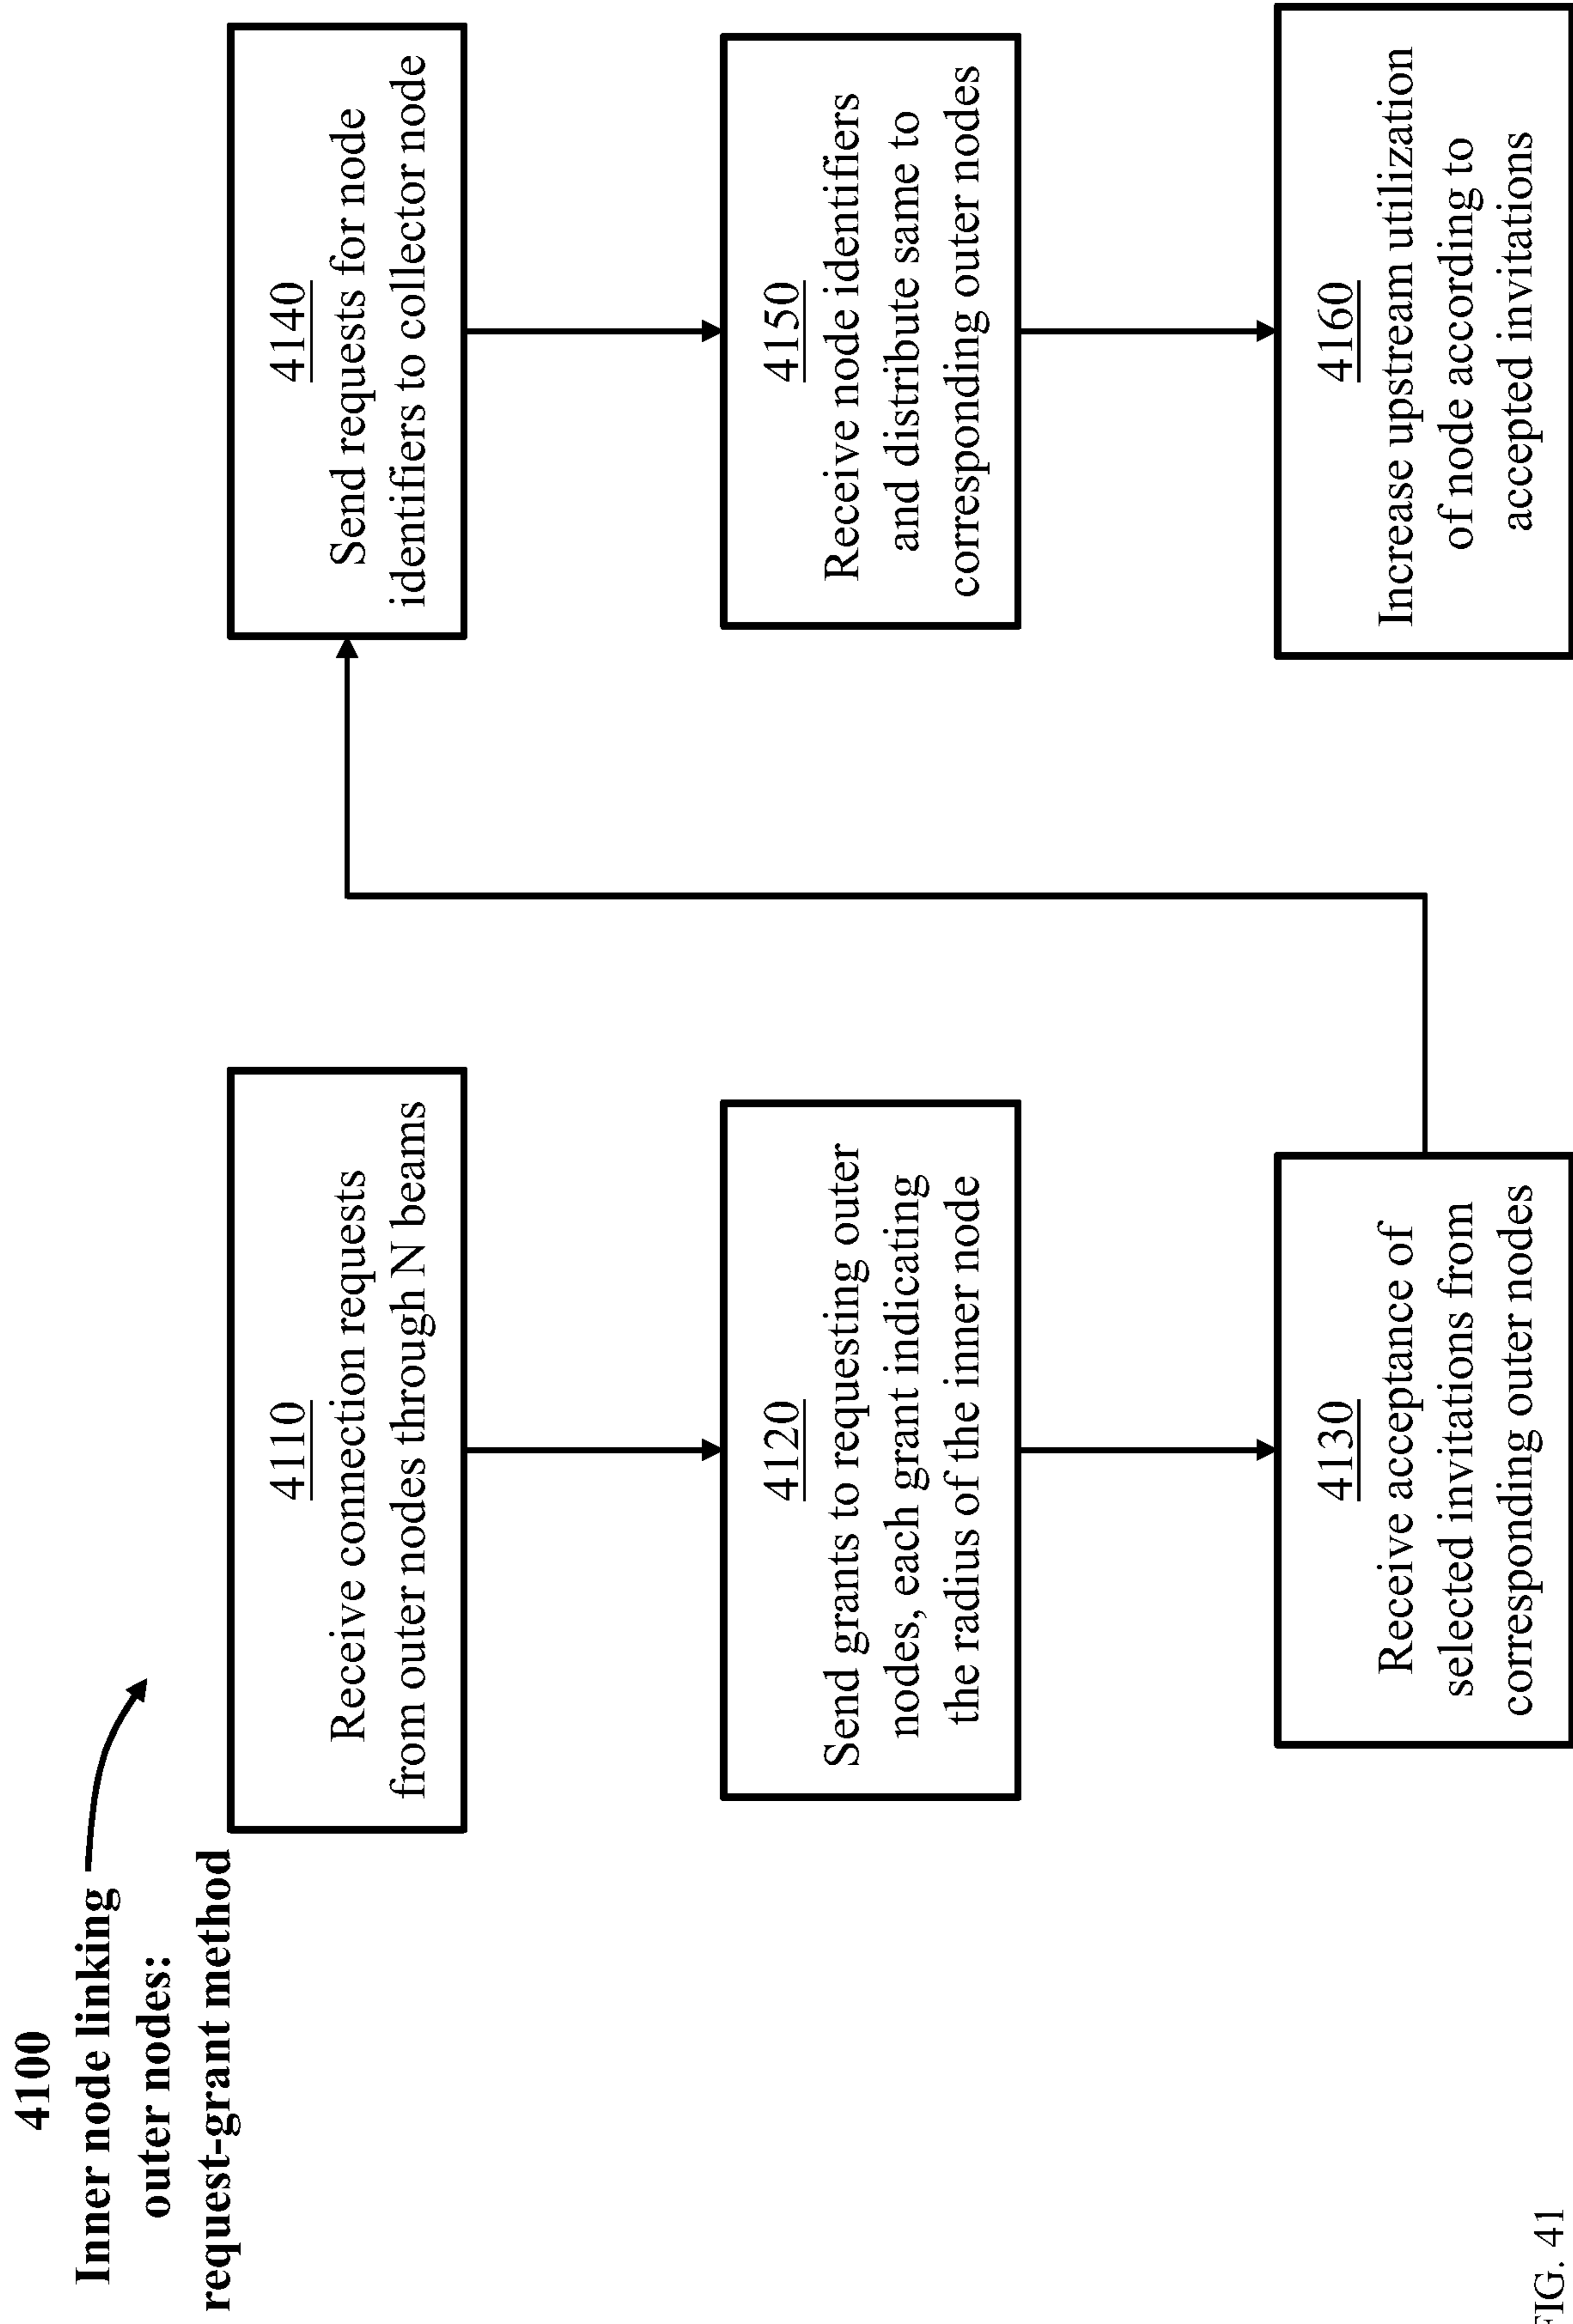 4100
Inner node linking
outer nodes:
request-grant method
4110
Receive connection requests
from outer nodes through N beams
4120
Send grants to requesting outer
nodes, each grant indicating
the radius of the inner node
4130
Receive acceptance of
selected invitations from
corresponding outer nodes
4140
Send requests for node
identifiers to collector node
4150
Receive node identifiers
and distribute same to
corresponding outer nodes
4160
Increase upstream utilization
of node according to
accepted invitations
FIG. 41